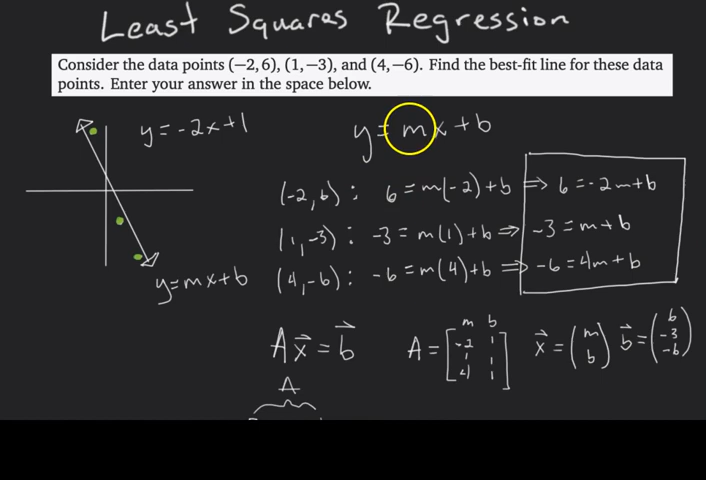 Least Squares Regression
Consider the data points (−2, 6), (1, −3), and (4, −6). Find the best-fit line for these data
points. Enter your answer in the space below.
y = -2x+1
y = mx + b
(-2, 6) : 6 = m(-2) + b ⇒ 6 = -2m + b
(1, -3) : -3 = m(1) + b ⇒ -3 = m + b
(4, -6) : -6 = m(4) + b ⇒ -6 = 4m + b
y = mx + b
A x⃗ = b⃗
m b
A = [-2 1
1 1
4 1]
x⃗ = (m
b)
b⃗ = (6
-3
-6)
A